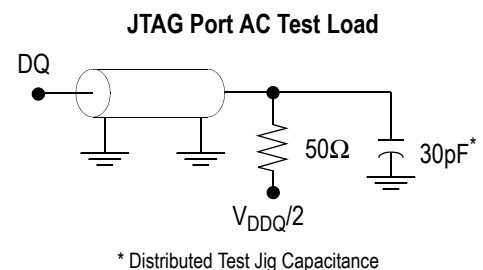 JTAG Port AC Test Load
DQ
50Ω
30pF*
VDDQ/2
* Distributed Test Jig Capacitance